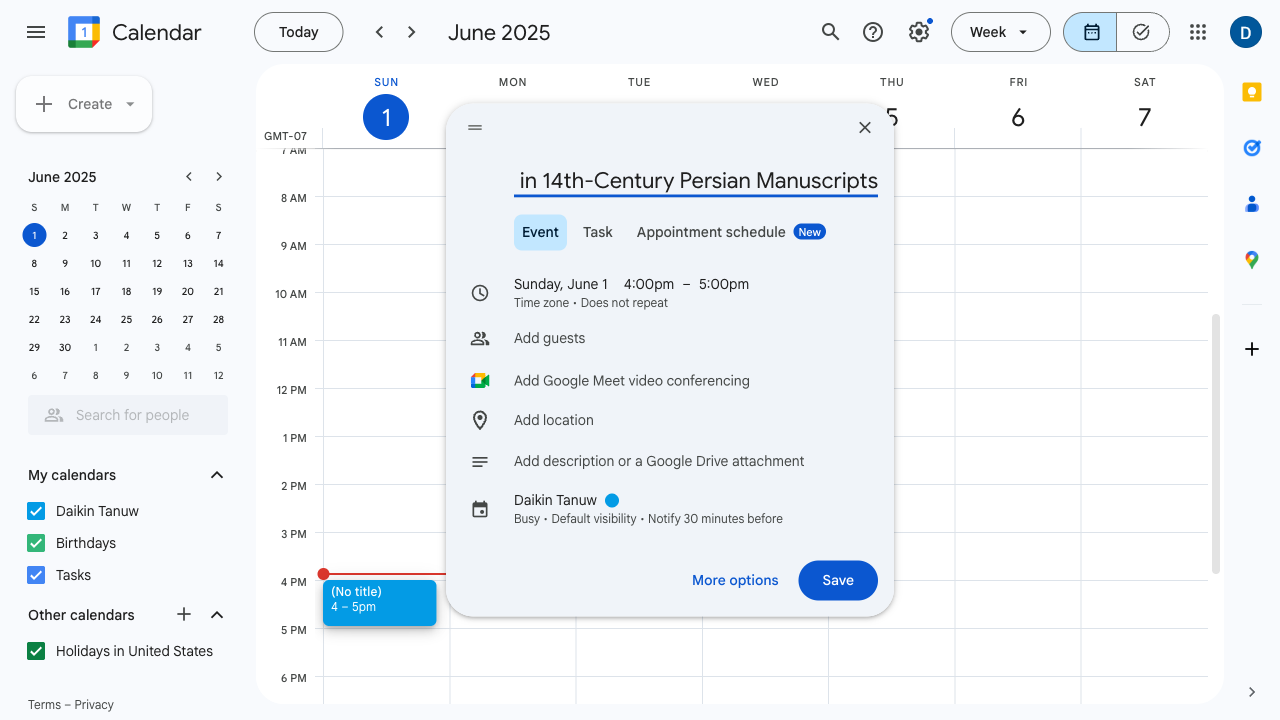 Calendar
Today
June 2025
Week
D
Create
June 2025
S M T W T F S
1 2 3 4 5 6 7
8 9 10 11 12 13 14
15 16 17 18 19 20 21
22 23 24 25 26 27 28
29 30 1 2 3 4 5
6 7 8 9 10 11 12
Search for people
My calendars
Daikin Tanuw
Birthdays
Tasks
Other calendars
Holidays in United States
Terms – Privacy
SUN MON TUE WED THU FRI SAT
1 5 6 7
GMT-07
7 AM
8 AM
9 AM
10 AM
11 AM
12 PM
1 PM
2 PM
3 PM
4 PM
5 PM
6 PM
(No title)
4 – 5pm
in 14th-Century Persian Manuscripts
Event Task Appointment schedule New
Sunday, June 1 4:00pm – 5:00pm
Time zone • Does not repeat
Add guests
Add Google Meet video conferencing
Add location
Add description or a Google Drive attachment
Daikin Tanuw
Busy • Default visibility • Notify 30 minutes before
More options Save